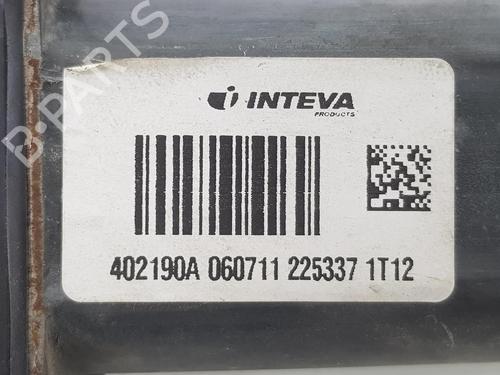 B-PARTS
INTEVA
PRODUCTS
402190A 060711 225337 1T12